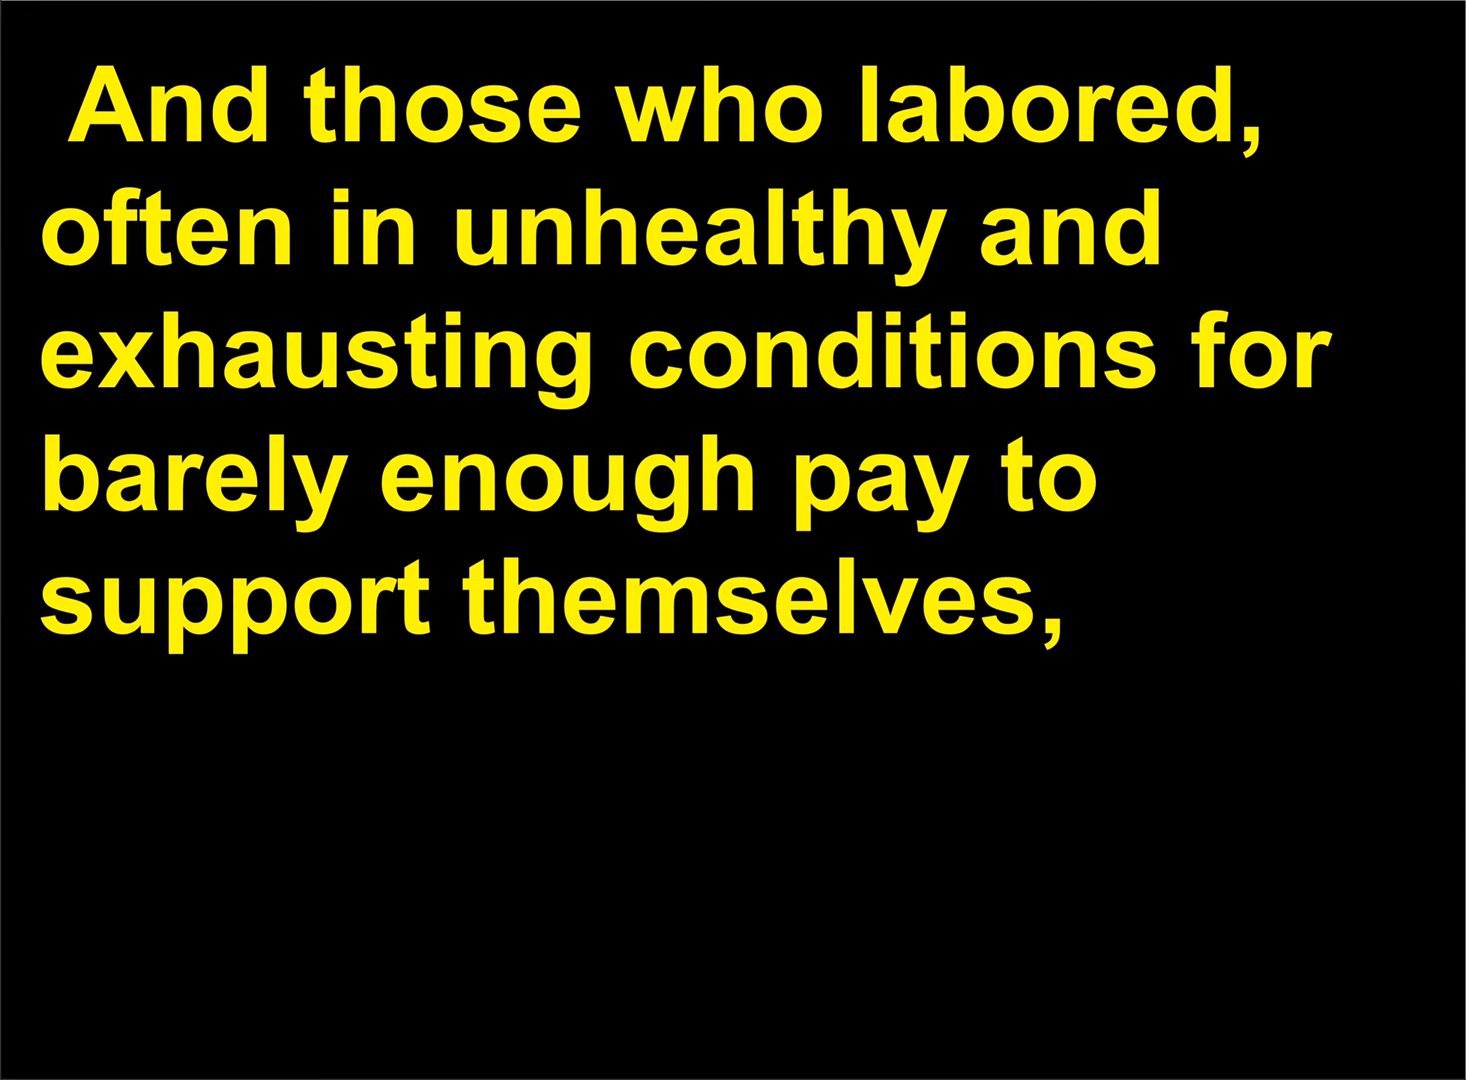 And those who labored,
often in unhealthy and
exhausting conditions for
barely enough pay to
support themselves,